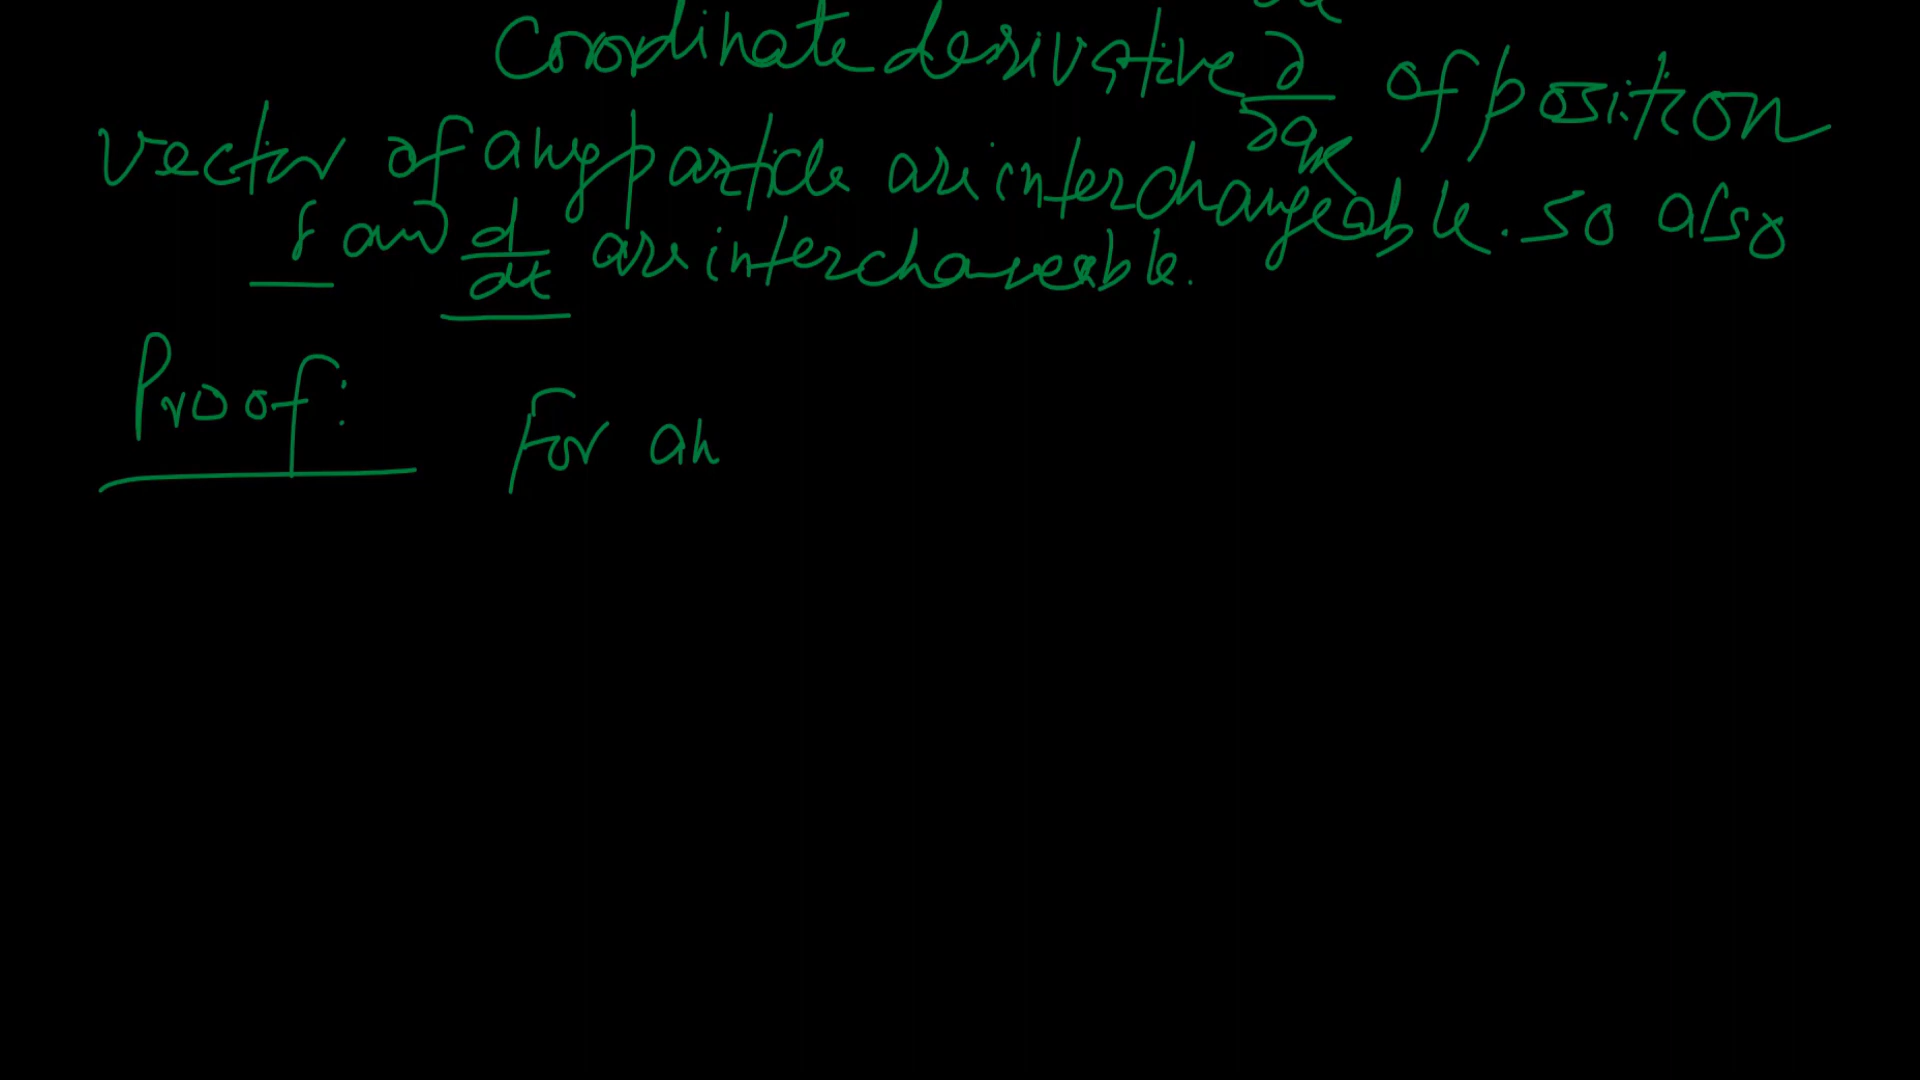 Coordinate derivative ∂/∂qk of position
vector of any particle are interchangeable. So also
δ and d/dt are interchangeable.
Proof: For an